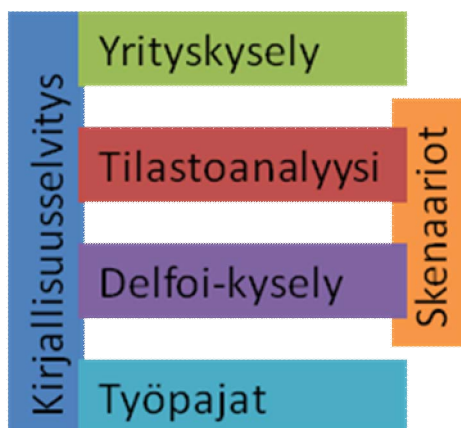 Kirjallisuusselvitys
Yrityskysely
Tilastoanalyysi
Delfoi-kysely
Työpajat
Skenaariot